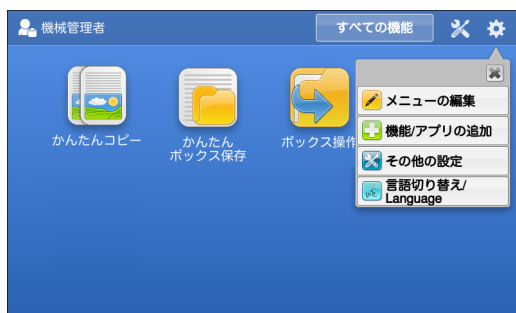 機械管理者
すべての機能
かんたんコピー
かんたん
ボックス保存
ボックス操作
メニューの編集
機能/アプリの追加
その他の設定
言語切り替え/
Language